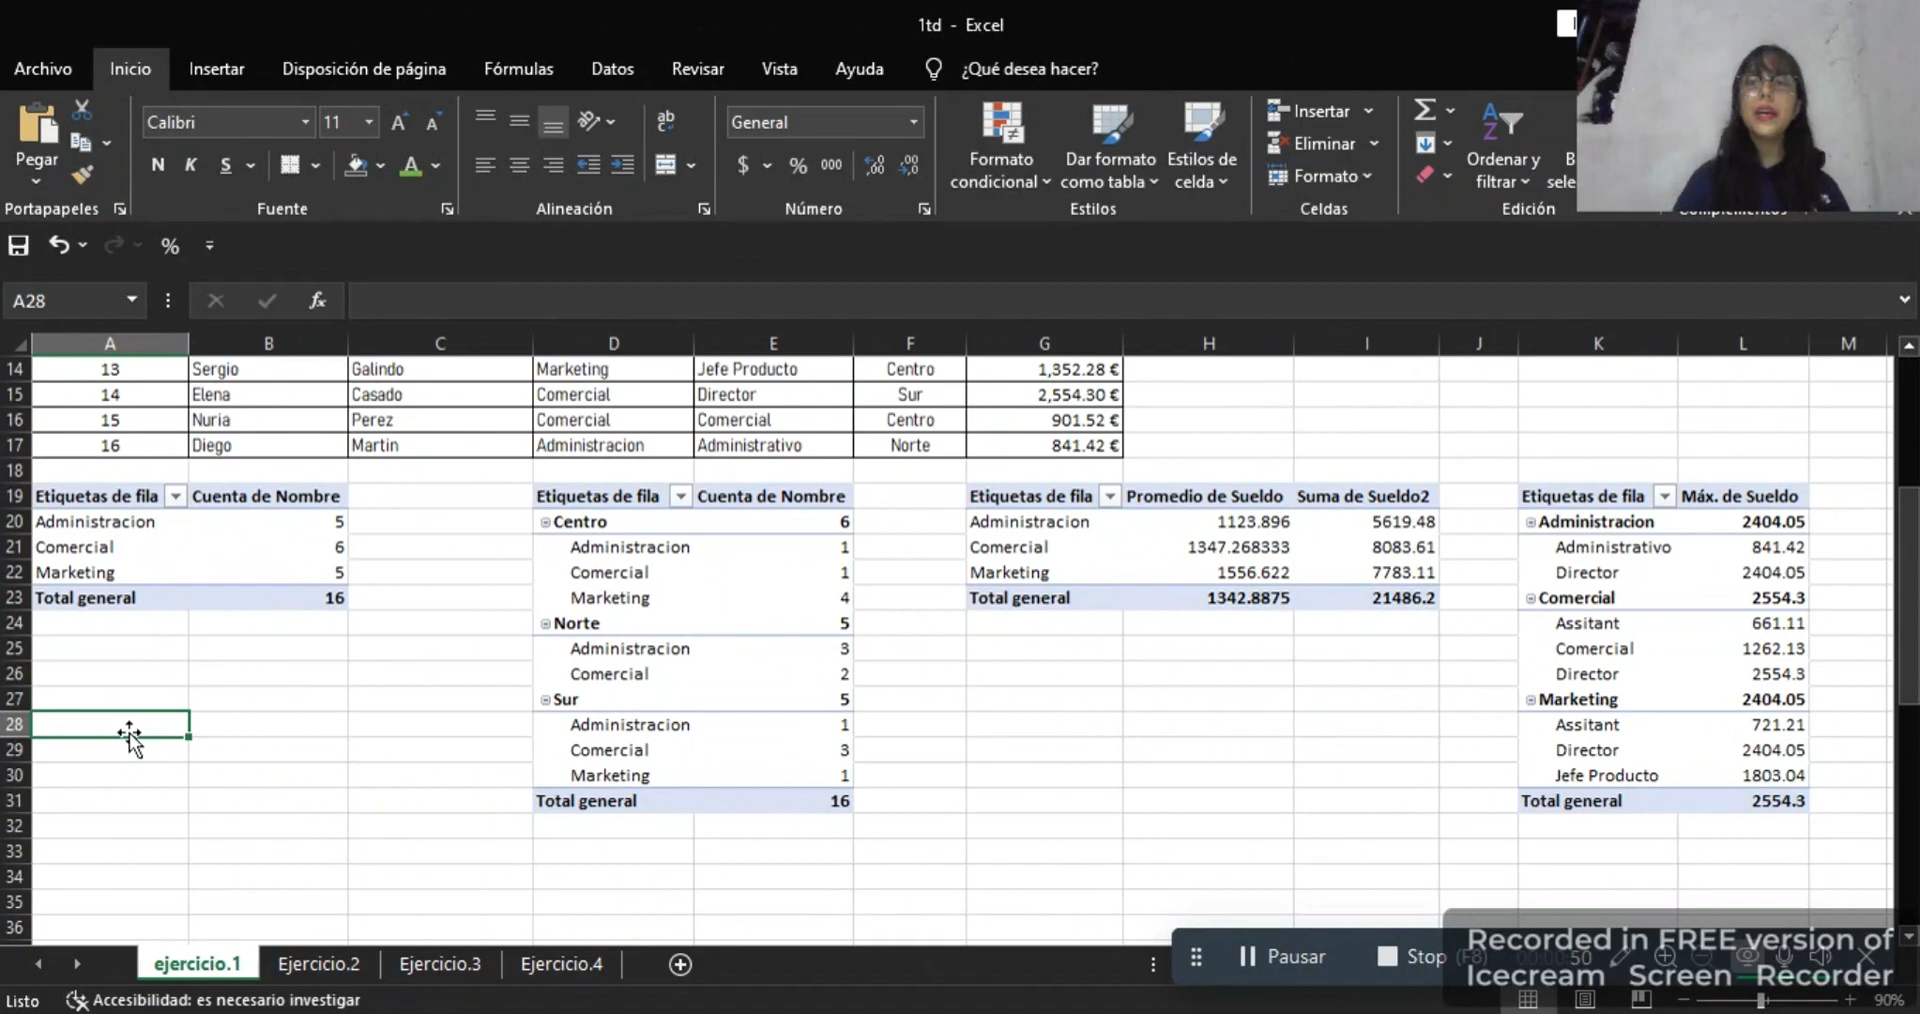 1td - Excel
Archivo Inicio Insertar Disposición de página Fórmulas Datos Revisar Vista Ayuda ¿Qué desea hacer?
Pegar
Calibri 11
N K S
General
$ % 000
Formato condicional
Dar formato como tabla
Estilos de celda
Insertar
Eliminar
Formato
Ordenar y filtrar
Portapapeles Fuente Alineación Número Estilos Celdas Edición
%
A28 fx
A B C D E F G H I J K L M
14 13 Sergio Galindo Marketing Jefe Producto Centro 1,352.28 €
15 14 Elena Casado Comercial Director Sur 2,554.30 €
16 15 Nuria Perez Comercial Comercial Centro 901.52 €
17 16 Diego Martin Administracion Administrativo Norte 841.42 €
18
19 Etiquetas de fila Cuenta de Nombre Etiquetas de fila Cuenta de Nombre Etiquetas de fila Promedio de Sueldo Suma de Sueldo2 Etiquetas de fila Máx. de Sueldo
20 Administracion 5 Centro 6 Administracion 1123.896 5619.48 Administracion 2404.05
21 Comercial 6 Administracion 1 Comercial 1347.268333 8083.61 Administrativo 841.42
22 Marketing 5 Comercial 1 Marketing 1556.622 7783.11 Director 2404.05
23 Total general 16 Marketing 4 Total general 1342.8875 21486.2 Comercial 2554.3
24 Norte 5 Assitant 661.11
25 Administracion 3 Comercial 1262.13
26 Comercial 2 Director 2554.3
27 Sur 5 Marketing 2404.05
28 Administracion 1 Assitant 721.21
29 Comercial 3 Director 2404.05
30 Marketing 1 Jefe Producto 1803.04
31 Total general 16 Total general 2554.3
32
33
34
35
36
ejercicio.1 Ejercicio.2 Ejercicio.3 Ejercicio.4
Pausar Stop (F8)
Recorded in FREE version of
Icecream Screen Recorder
Listo Accesibilidad: es necesario investigar 90%